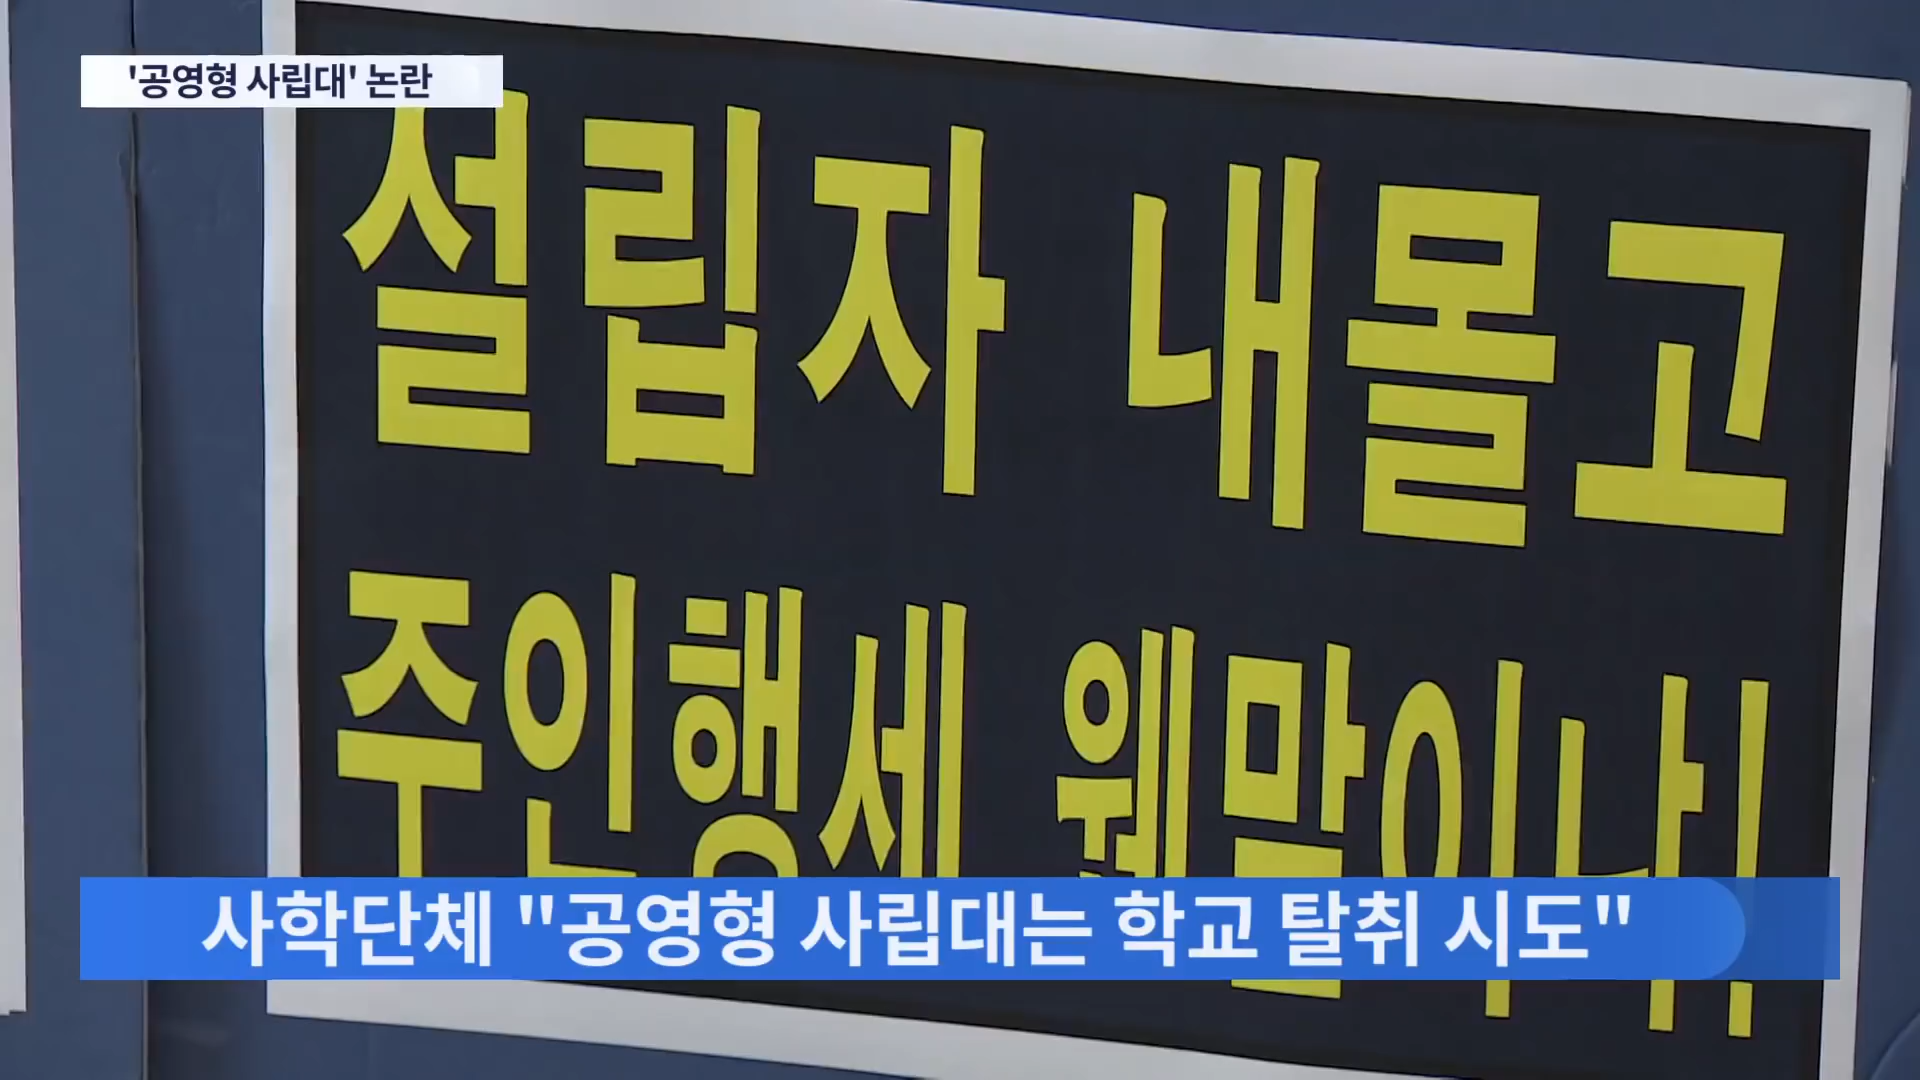 '공영형 사립대' 논란
설립자 내몰고
주인행세 웬말이냐!
사학단체 "공영형 사립대는 학교 탈취 시도"